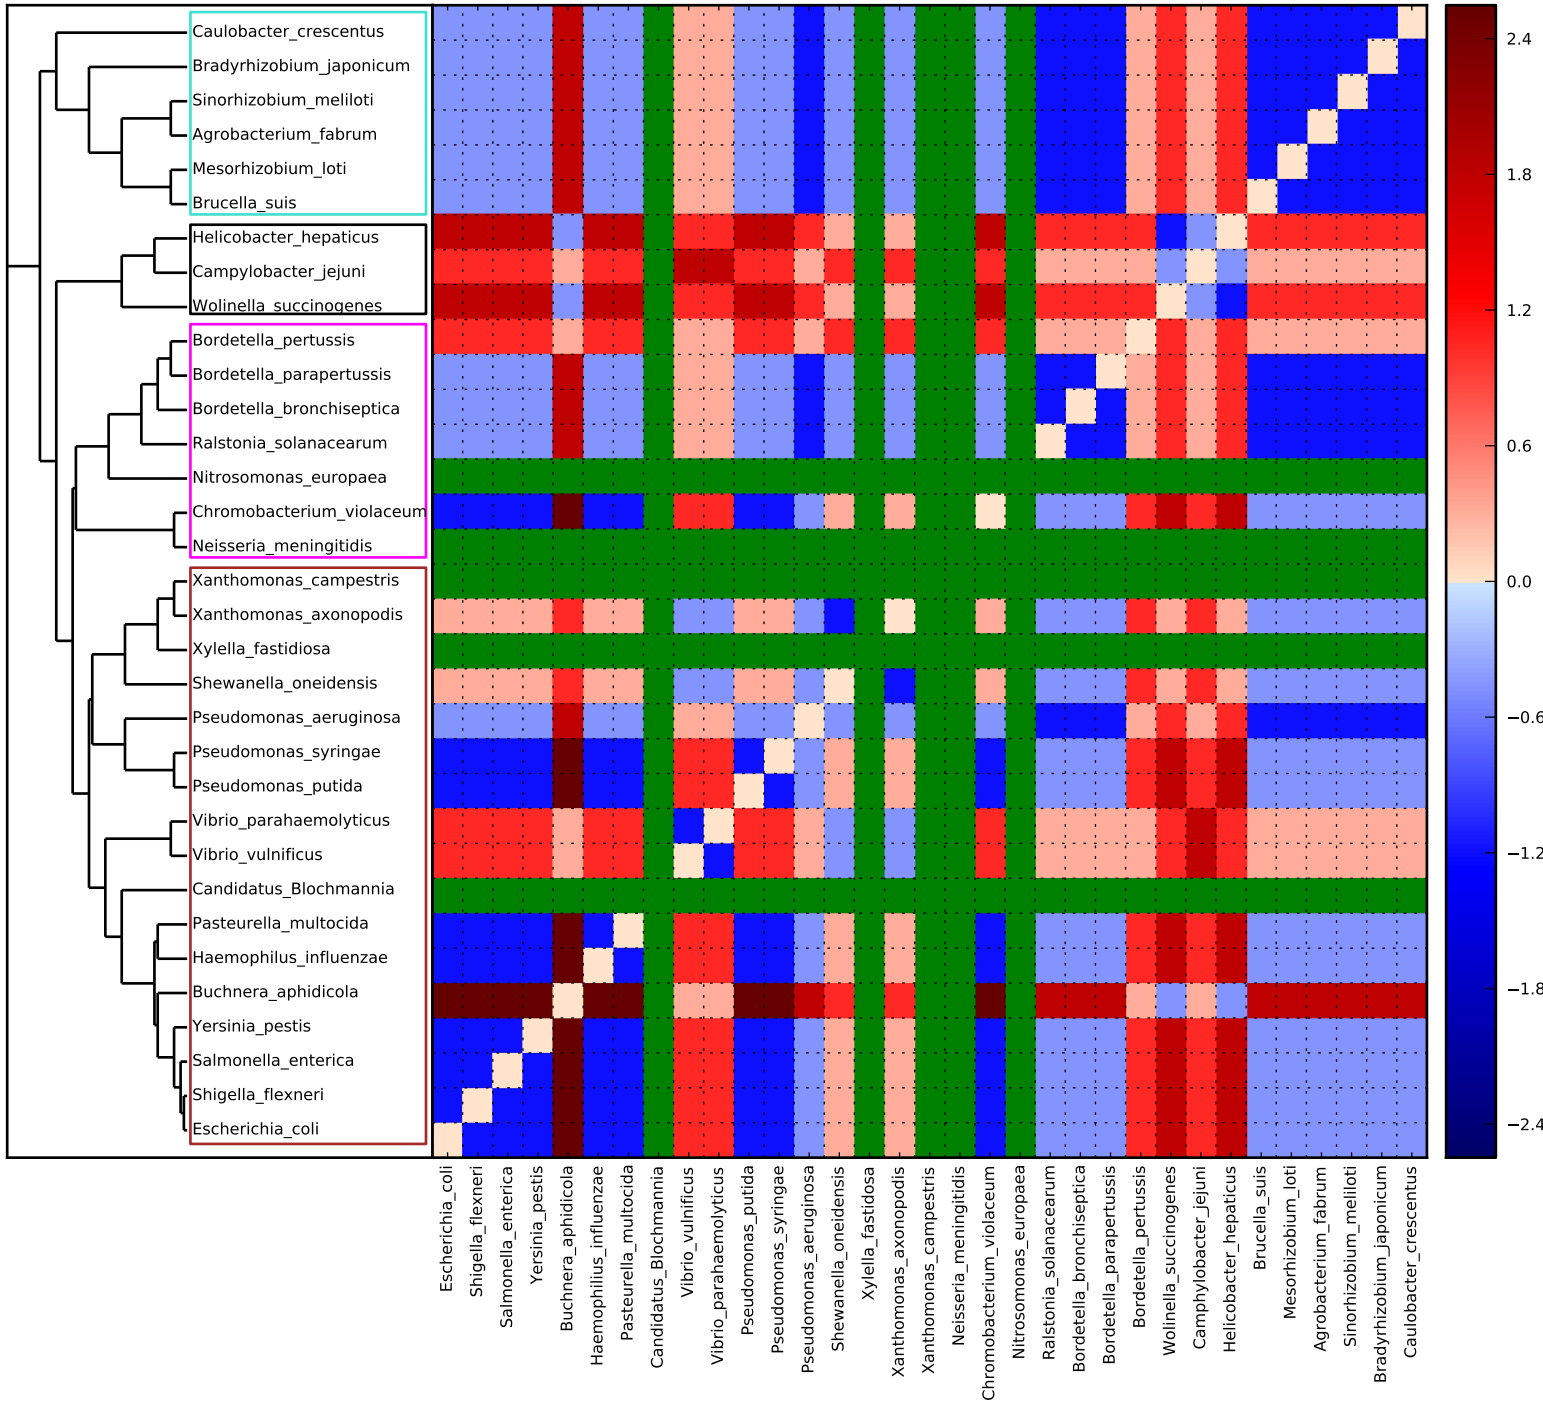 Caulobacter_crescentus
Bradyrhizobium_japonicum
Sinorhizobium_meliloti
Agrobacterium_fabrum
Mesorhizobium_loti
Brucella_suis
Helicobacter_hepaticus
Campylobacter_jejuni
Wolinella_succinogenes
Bordetella_pertussis
Bordetella_parapertussis
Bordetella_bronchiseptica
Ralstonia_solanacearum
Nitrosomonas_europaea
Chromobacterium_violaceum
Neisseria_meningitidis
Xanthomonas_campestris
Xanthomonas_axonopodis
Xylella_fastidiosa
Shewanella_oneidensis
Pseudomonas_aeruginosa
Pseudomonas_syringae
Pseudomonas_putida
Vibrio_parahaemolyticus
Vibrio_vulnificus
Candidatus_Blochmannia
Pasteurella_multocida
Haemophilus_influenzae
Buchnera_aphidicola
Yersinia_pestis
Salmonella_enterica
Shigella_flexneri
Escherichia_coli
2.4
1.8
1.2
0.6
0.0
−0.6
−1.2
−1.8
−2.4
Escherichia_coli
Shigella_flexneri
Salmonella_enterica
Yersinia_pestis
Buchnera_aphidicola
Haemophilius_influenzae
Pasteurella_multocida
Candidatus_Blochmannia
Vibrio_vulnificus
Vibrio_parahaemolyticus
Pseudomonas_putida
Pseudomonas_syringae
Pseudomonas_aeruginosa
Shewanella_oneidensis
Xylella_fastidosa
Xanthomonas_axonopodis
Xanthomonas_campestris
Neisseria_meningitidis
Chromobacterium_violaceum
Nitrosomonas_europaea
Ralstonia_solanacearum
Bordetella_bronchiseptica
Bordetella_parapertussis
Bordetella_pertussis
Wolinella_succinogenes
Camphylobacter_jejuni
Helicobacter_hepaticus
Brucella_suis
Mesorhizobium_loti
Agrobacterium_fabrum
Sinorhizobium_meliloti
Bradyrhizobium_japonicum
Caulobacter_crescentus